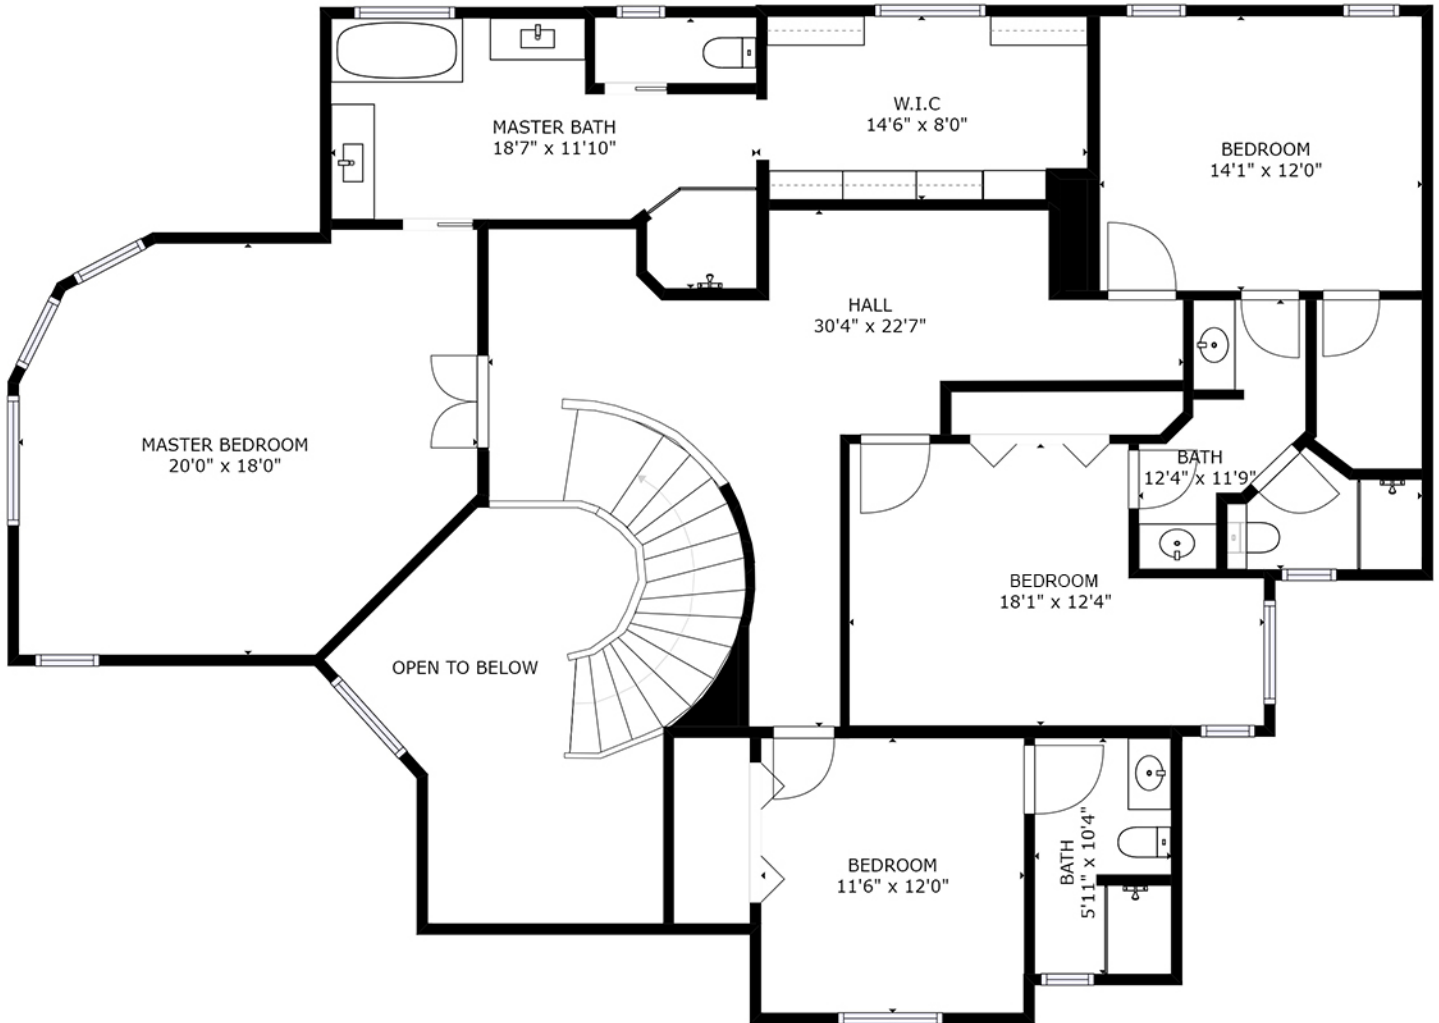 MASTER BATH
18'7" x 11'10"
W.I.C
14'6" x 8'0"
BEDROOM
14'1" x 12'0"
HALL
30'4" x 22'7"
MASTER BEDROOM
20'0" x 18'0"
BATH
12'4" x 11'9"
BEDROOM
18'1" x 12'4"
OPEN TO BELOW
BEDROOM
11'6" x 12'0"
BATH
5'11" x 10'4"